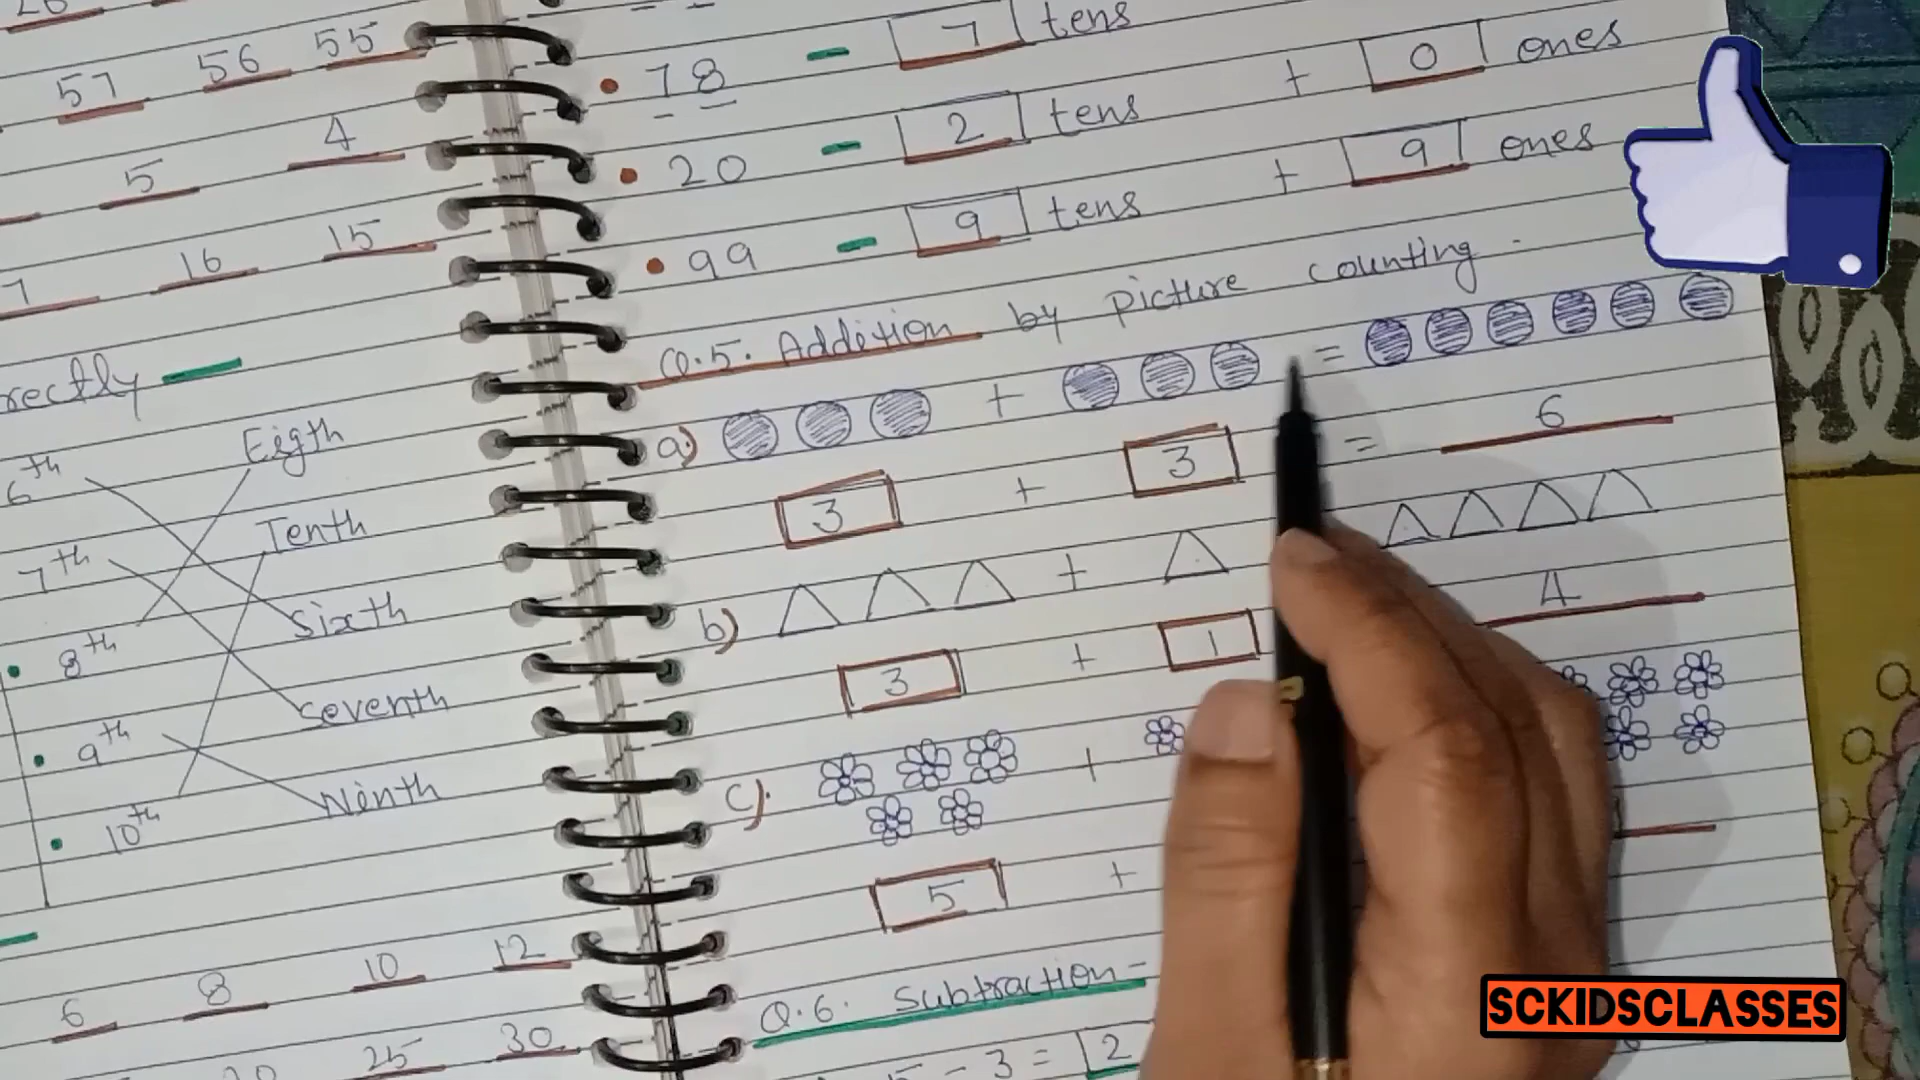 57 56 55
5 4
7 16 15
rectly
6th Eigth
7th Tenth
8th Sixth
9th Seventh
10th Ninth
6 8 10 12
25 30
• 78 - 7 tens
• 20 - 2 tens + 0 ones
• 99 - 9 tens + 9 ones
Q.5. Addition by picture counting.
a) + =
3 + 3 = 6
b) +
3 + 1 4
c). +
5 +
Q.6. Subtraction-
5 - 3 = 2
SCKIDSCLASSES